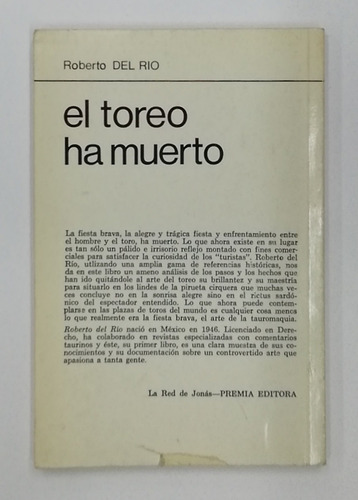 Roberto DEL RIO
el toreo
ha muerto
La fiesta brava, la alegre y trágica fiesta y enfrentamiento entre
el hombre y el toro, ha muerto. Lo que ahora existe en su lugar
es tan sólo un pálido e irrisorio reflejo montado con fines comer-
ciales para satisfacer la curiosidad de los "turistas". Roberto del
Río, utlizando una amplia gama de referencias históricas, nos
da en este libro un ameno análisis de los pasos y los hechos que
han ido quitándole al arte del toreo su brillantez y su maestría
para situarlo en los lindes de la pirueta cirquera que muchas ve-
ces concluye no en la sonrisa alegre sino en el rictus sardó-
nico del espectador entendido. Lo que ahora puede contem-
plarse en las plazas de toros del mundo es cualquier cosa menos
lo que realmente era la fiesta brava, el arte de la tauromaquia.
Roberto del Río nació en México en 1946. Licenciado en Dere-
cho, ha colaborado en revistas especializadas con comentarios
taurinos y éste, su primer libro, es una clara muestra de sus co-
nocimientos y su documentación sobre un controvertido arte que
apasiona a tanta gente.
La Red de Jonás—PREMIA EDITORA